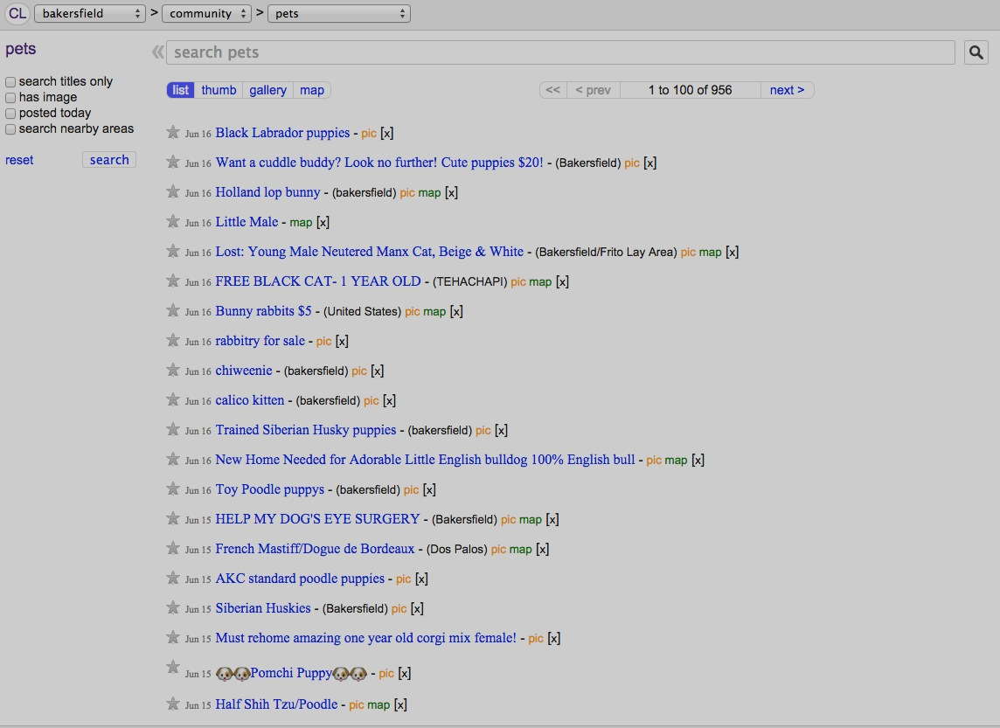 CL bakersfield > community > pets
pets
« search pets
search titles only
has image
posted today
search nearby areas
reset search
list thumb gallery map << < prev 1 to 100 of 956 next >
Jun 16 Black Labrador puppies - pic [x]
Jun 16 Want a cuddle buddy? Look no further! Cute puppies $20! - (Bakersfield) pic [x]
Jun 16 Holland lop bunny - (bakersfield) pic map [x]
Jun 16 Little Male - map [x]
Jun 16 Lost: Young Male Neutered Manx Cat, Beige & White - (Bakersfield/Frito Lay Area) pic map [x]
Jun 16 FREE BLACK CAT- 1 YEAR OLD - (TEHACHAPI) pic map [x]
Jun 16 Bunny rabbits $5 - (United States) pic map [x]
Jun 16 rabbitry for sale - pic [x]
Jun 16 chiweenie - (bakersfield) pic [x]
Jun 16 calico kitten - (bakersfield) pic [x]
Jun 16 Trained Siberian Husky puppies - (bakersfield) pic [x]
Jun 16 New Home Needed for Adorable Little English bulldog 100% English bull - pic map [x]
Jun 16 Toy Poodle puppys - (bakersfield) pic [x]
Jun 15 HELP MY DOG'S EYE SURGERY - (Bakersfield) pic map [x]
Jun 15 French Mastiff/Dogue de Bordeaux - (Dos Palos) pic map [x]
Jun 15 AKC standard poodle puppies - pic [x]
Jun 15 Siberian Huskies - (Bakersfield) pic [x]
Jun 15 Must rehome amazing one year old corgi mix female! - pic [x]
Jun 15 🐶🐶Pomchi Puppy🐶🐶 - pic [x]
Jun 15 Half Shih Tzu/Poodle - pic map [x]